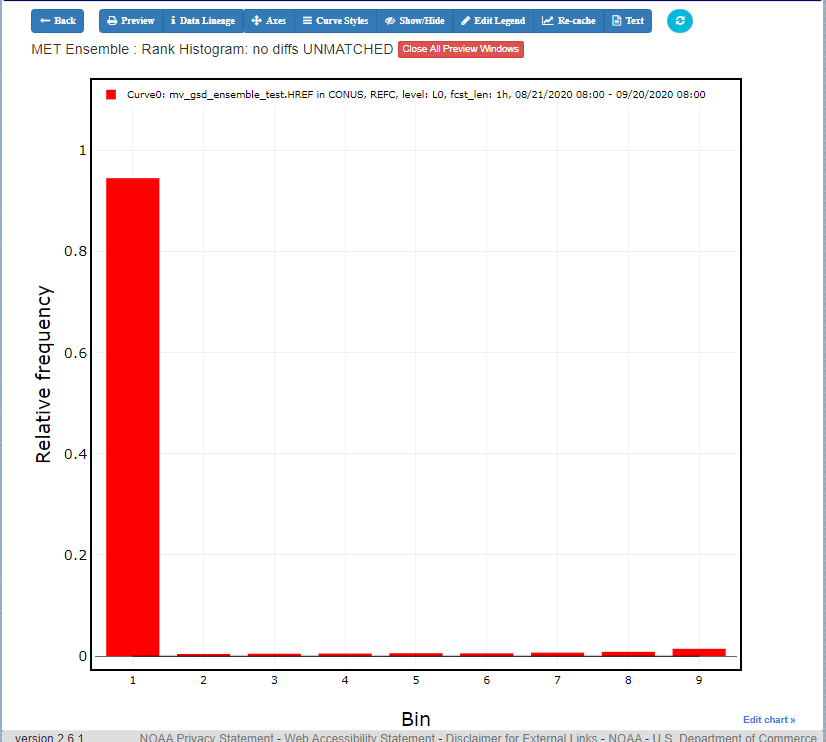 Back Preview Data Lineage Axes Curve Styles Show/Hide Edit Legend Re-cache Text
MET Ensemble : Rank Histogram: no diffs UNMATCHED Close All Preview Windows
Curve0: mv_gsd_ensemble_test.HREF in CONUS, REFC, level: L0, fcst_len: 1h, 08/21/2020 08:00 - 09/20/2020 08:00
1
0.8
0.6
0.4
0.2
0
Relative frequency
1 2 3 4 5 6 7 8 9
Bin
Edit chart »
version 2.6.1 NOAA Privacy Statement - Web Accessibility Statement - Disclaimer for External Links - NOAA - U.S. Department of Commerce